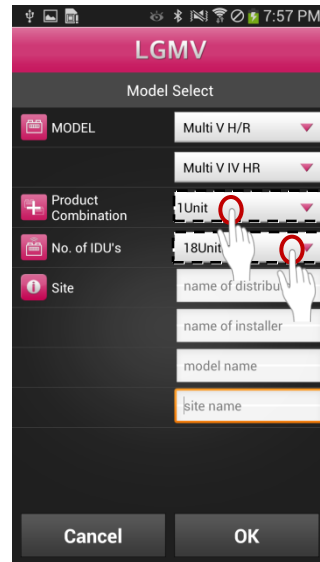 7:57 PM
LGMV
Model Select
MODEL
Multi V H/R
Multi V IV HR
Product
Combination
1Unit
No. of IDU's
18Unit
Site
name of distribu
name of installer
model name
site name
Cancel
OK